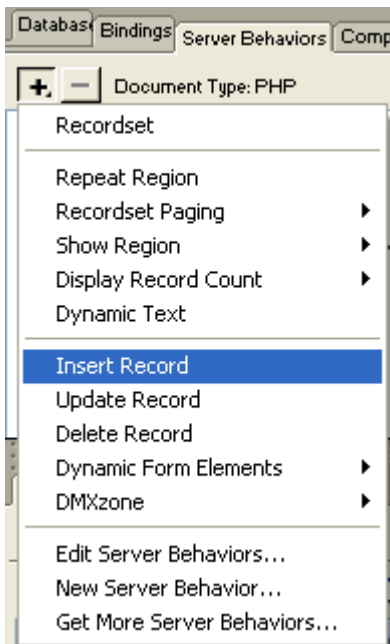 Databas Bindings Server Behaviors Comp
+ − Document Type: PHP
Recordset
Repeat Region
Recordset Paging
Show Region
Display Record Count
Dynamic Text
Insert Record
Update Record
Delete Record
Dynamic Form Elements
DMXzone
Edit Server Behaviors...
New Server Behavior...
Get More Server Behaviors...